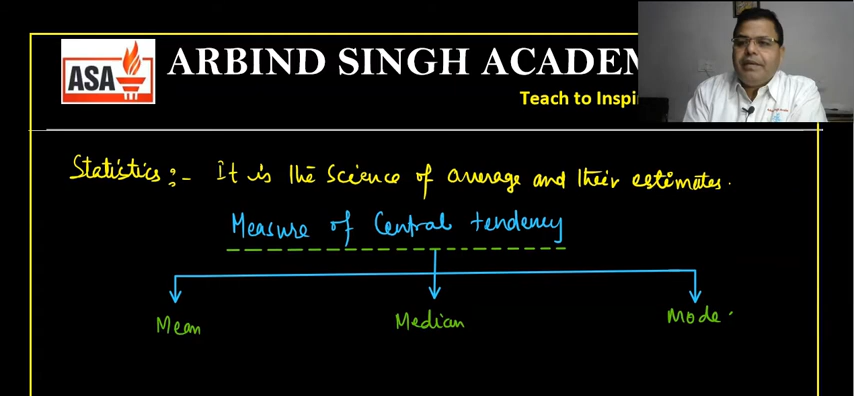 ASA
ARBIND SINGH ACADEM
Teach to Inspi
Statistics:- It is the science of average and their estimates.
Measure of Central tendency
Mean Median Mode